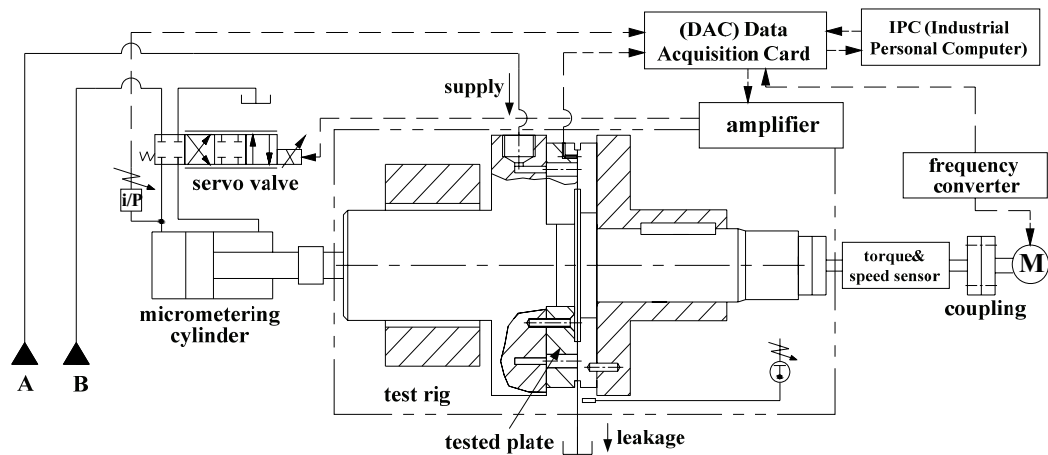 (DAC) Data
Acquisition Card
IPC (Industrial
Personal Computer)
supply
amplifier
servo valve
frequency
converter
i/P
torque&
speed sensor
M
micrometering
cylinder
coupling
A
B
test rig
tested plate
leakage